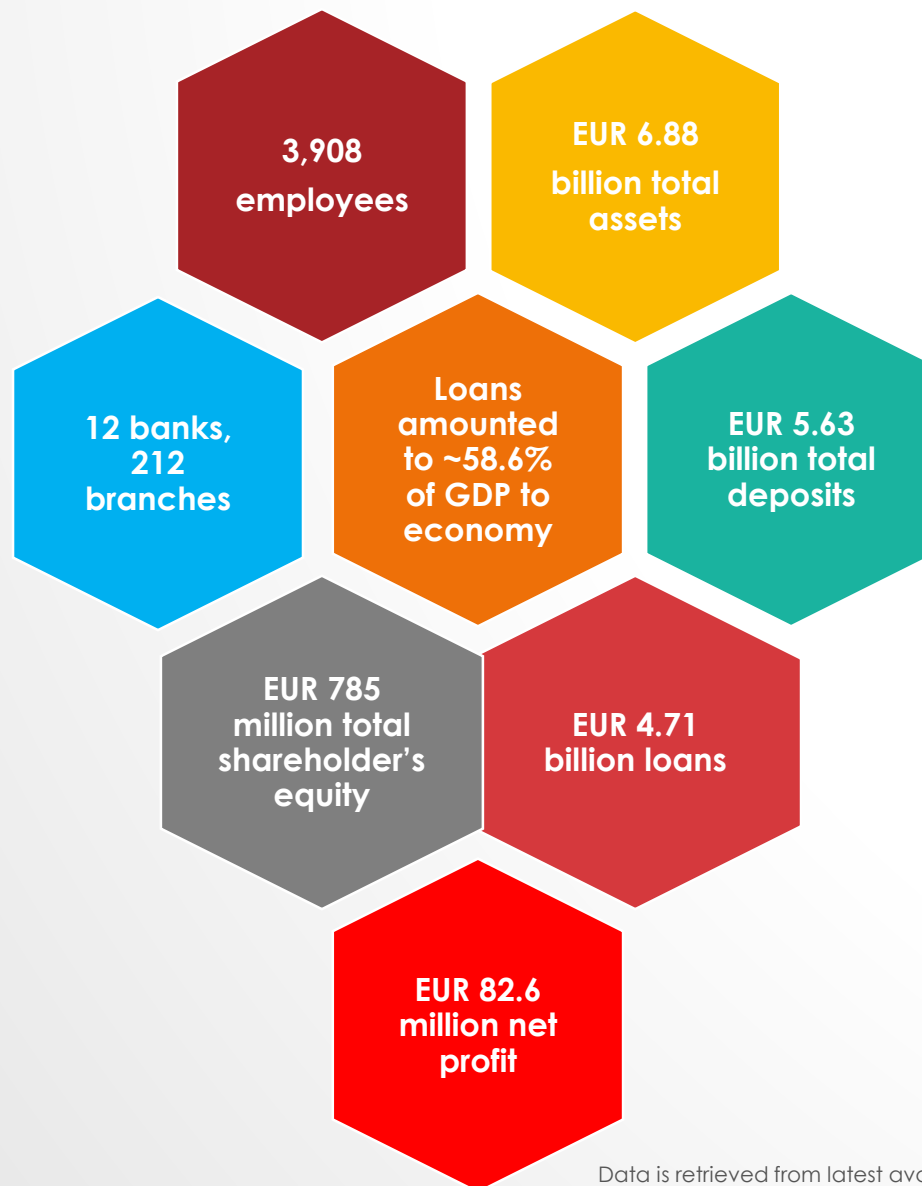 3,908
employees
EUR 6.88
billion total
assets
12 banks,
212
branches
Loans
amounted
to ~58.6%
of GDP to
economy
EUR 5.63
billion total
deposits
EUR 785
million total
shareholder’s
equity
EUR 4.71
billion loans
EUR 82.6
million net
profit
Data is retrieved from latest